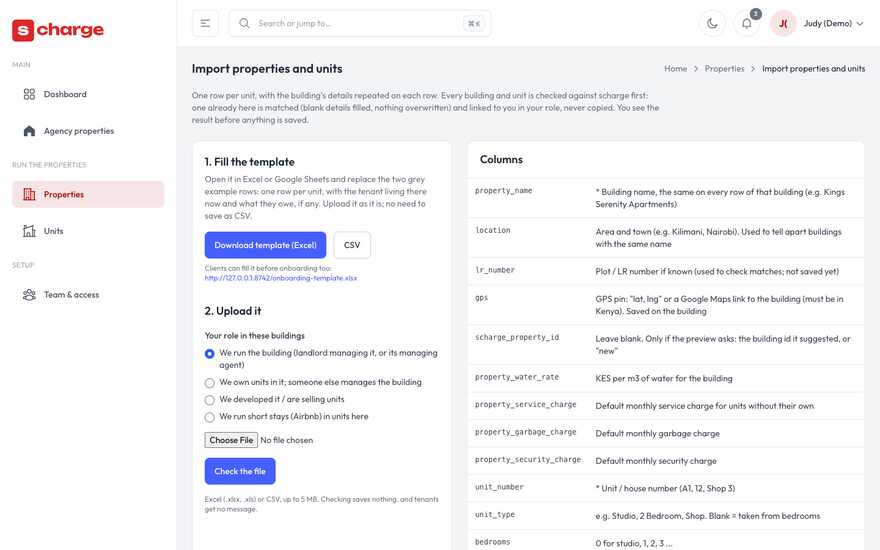 s charge
MAIN
Dashboard
Agency properties
RUN THE PROPERTIES
Properties
Units
SETUP
Team & access
Search or jump to...
⌘K
3
J(
Judy (Demo)
Import properties and units
Home > Properties > Import properties and units
One row per unit, with the building's details repeated on each row. Every building and unit is checked against scharge first:
one already here is matched (blank details filled, nothing overwritten) and linked to you in your role, never copied. You see the
result before anything is saved.
1. Fill the template
Open it in Excel or Google Sheets and replace the two grey
example rows: one row per unit, with the tenant living there
now and what they owe, if any. Upload it as it is; no need to
save as CSV.
Download template (Excel)
CSV
Clients can fill it before onboarding too:
http://127.0.0.1:8742/onboarding-template.xlsx
2. Upload it
Your role in these buildings
We run the building (landlord managing it, or its managing
agent)
We own units in it; someone else manages the building
We developed it / are selling units
We run short stays (Airbnb) in units here
Choose File No file chosen
Check the file
Excel (.xlsx, .xls) or CSV, up to 5 MB. Checking saves nothing, and tenants
get no message.
Columns
property_name
* Building name, the same on every row of that building (e.g. Kings
Serenity Apartments)
location
Area and town (e.g. Kilimani, Nairobi). Used to tell apart buildings
with the same name
lr_number
Plot / LR number if known (used to check matches; not saved yet)
gps
GPS pin: "lat, lng" or a Google Maps link to the building (must be in
Kenya). Saved on the building
scharge_property_id
Leave blank. Only if the preview asks: the building id it suggested, or
"new"
property_water_rate
KES per m3 of water for the building
property_service_charge
Default monthly service charge for units without their own
property_garbage_charge
Default monthly garbage charge
property_security_charge
Default monthly security charge
unit_number
* Unit / house number (A1, 12, Shop 3)
unit_type
e.g. Studio, 2 Bedroom, Shop. Blank = taken from bedrooms
bedrooms
0 for studio, 1, 2, 3 ...